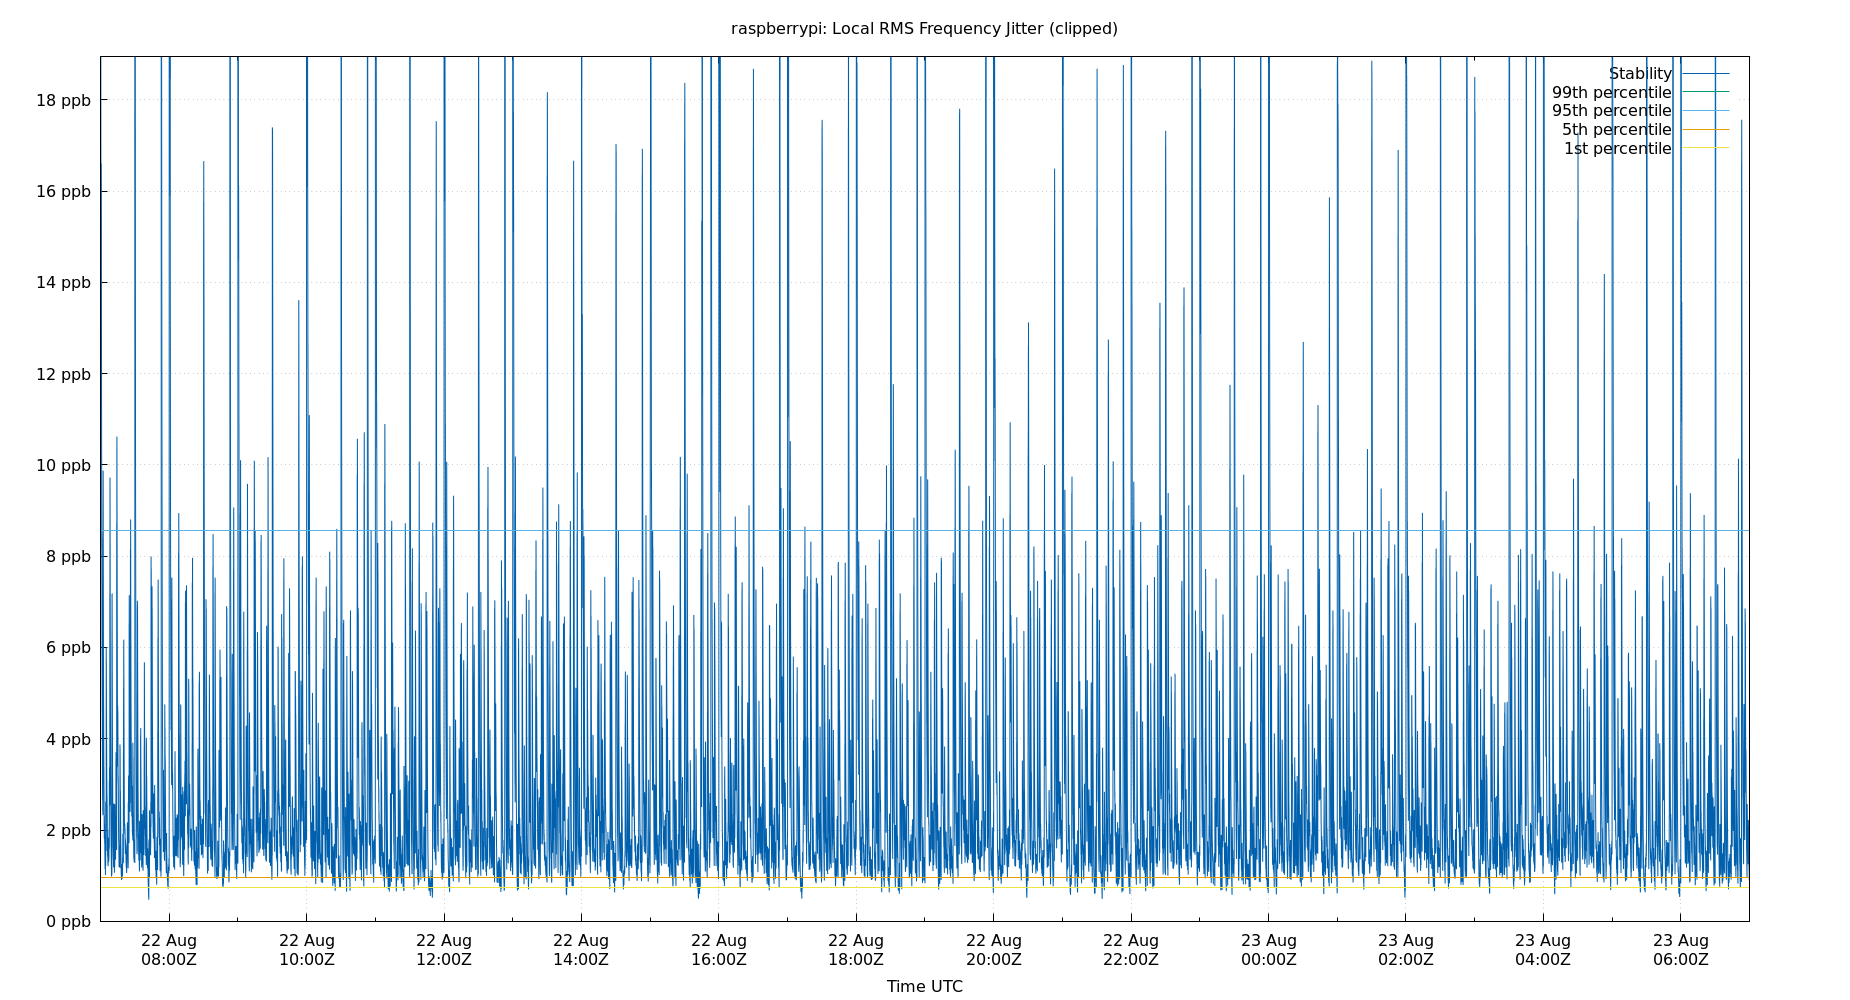 raspberrypi: Local RMS Frequency Jitter (clipped)
Stability
99th percentile
95th percentile
5th percentile
1st percentile
18 ppb
16 ppb
14 ppb
12 ppb
10 ppb
8 ppb
6 ppb
4 ppb
2 ppb
0 ppb
22 Aug 22 Aug 22 Aug 22 Aug 22 Aug 22 Aug 22 Aug 22 Aug 23 Aug 23 Aug 23 Aug 23 Aug
08:00Z 10:00Z 12:00Z 14:00Z 16:00Z 18:00Z 20:00Z 22:00Z 00:00Z 02:00Z 04:00Z 06:00Z
Time UTC